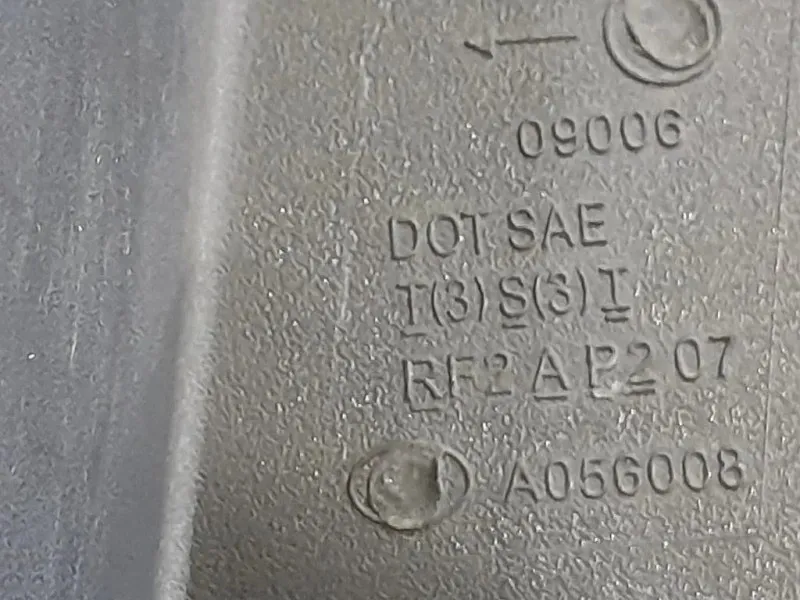 09006
DOT SAE
T(3) S(3) I
RF2 A P2 07
A056008